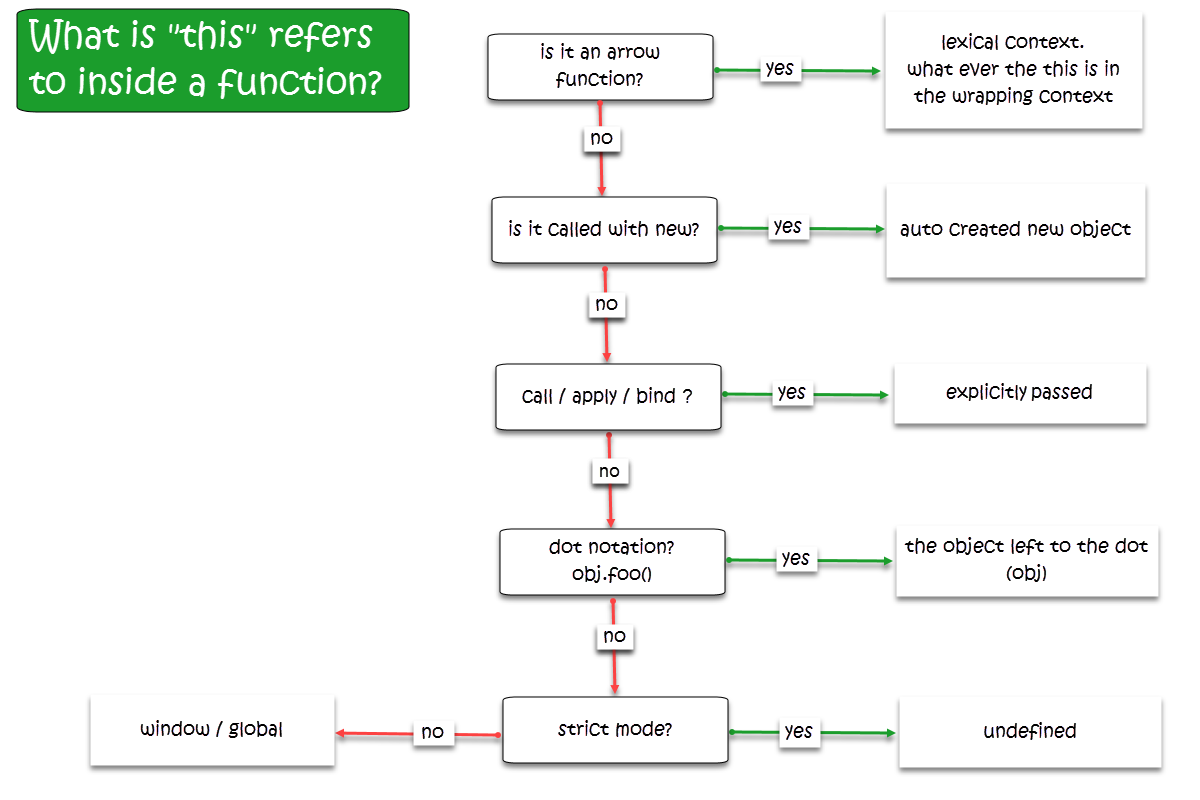 What is "this" refers
to inside a function?
is it an arrow
function?
yes
lexical context.
what ever the this is in
the wrapping context
no
is it called with new?
yes
auto created new object
no
call / apply / bind ?
yes
explicitly passed
no
dot notation?
obj.foo()
yes
the object left to the dot
(obj)
no
window / global
no
strict mode?
yes
undefined